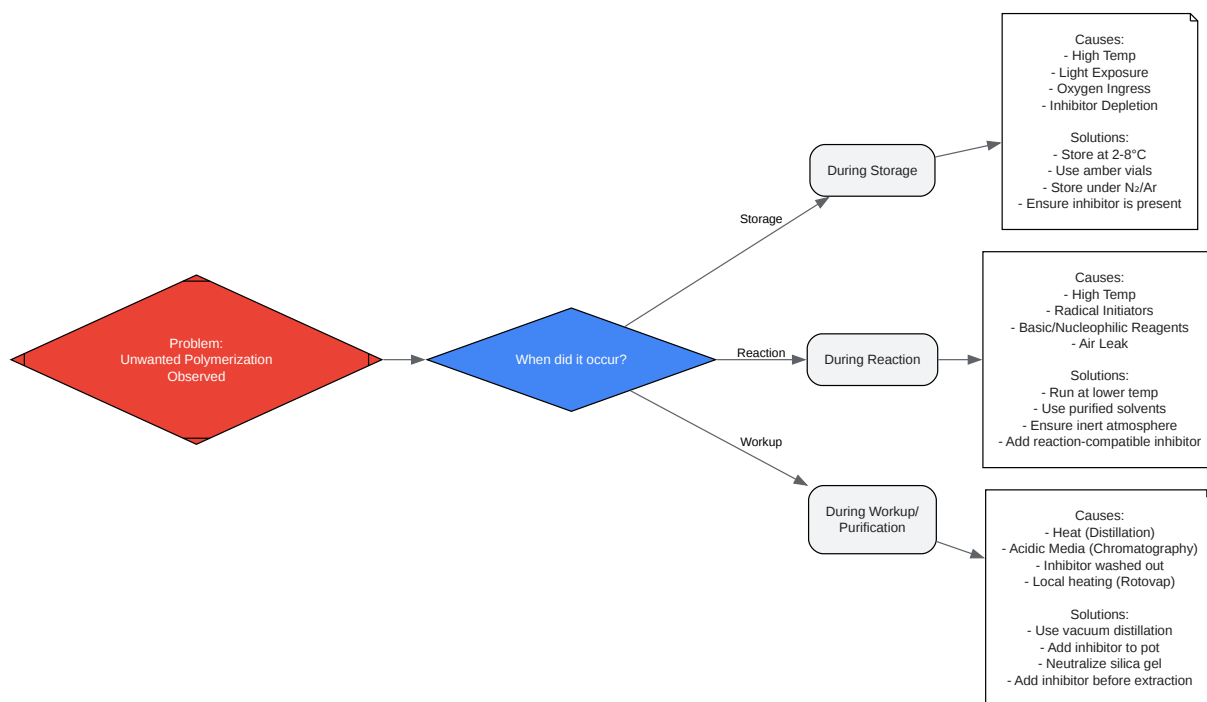 Problem:
Unwanted Polymerization
Observed
When did it occur?
Storage
Reaction
Workup
During Storage
During Reaction
During Workup/
Purification
Causes:
- High Temp
- Light Exposure
- Oxygen Ingress
- Inhibitor Depletion
Solutions:
- Store at 2-8°C
- Use amber vials
- Store under N₂/Ar
- Ensure inhibitor is present
Causes:
- High Temp
- Radical Initiators
- Basic/Nucleophilic Reagents
- Air Leak
Solutions:
- Run at lower temp
- Use purified solvents
- Ensure inert atmosphere
- Add reaction-compatible inhibitor
Causes:
- Heat (Distillation)
- Acidic Media (Chromatography)
- Inhibitor washed out
- Local heating (Rotovap)
Solutions:
- Use vacuum distillation
- Add inhibitor to pot
- Neutralize silica gel
- Add inhibitor before extraction